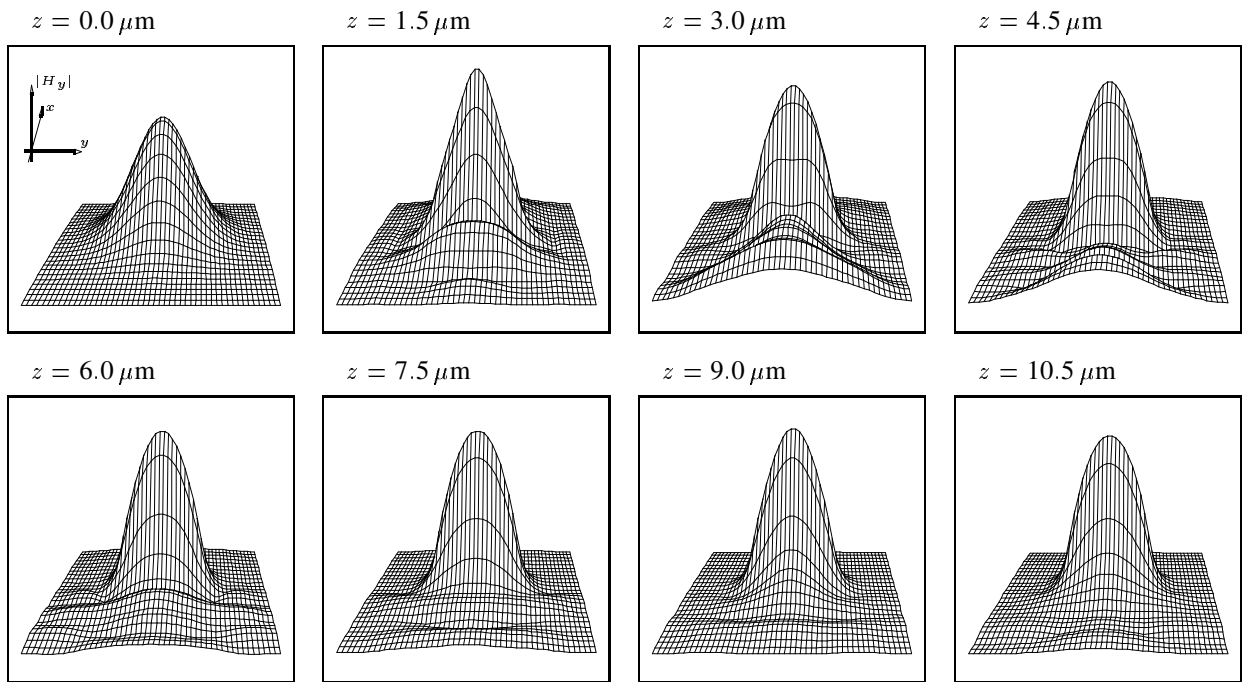 z = 0.0 μm
z = 1.5 μm
z = 3.0 μm
z = 4.5 μm
|H y|
x
y
z = 6.0 μm
z = 7.5 μm
z = 9.0 μm
z = 10.5 μm